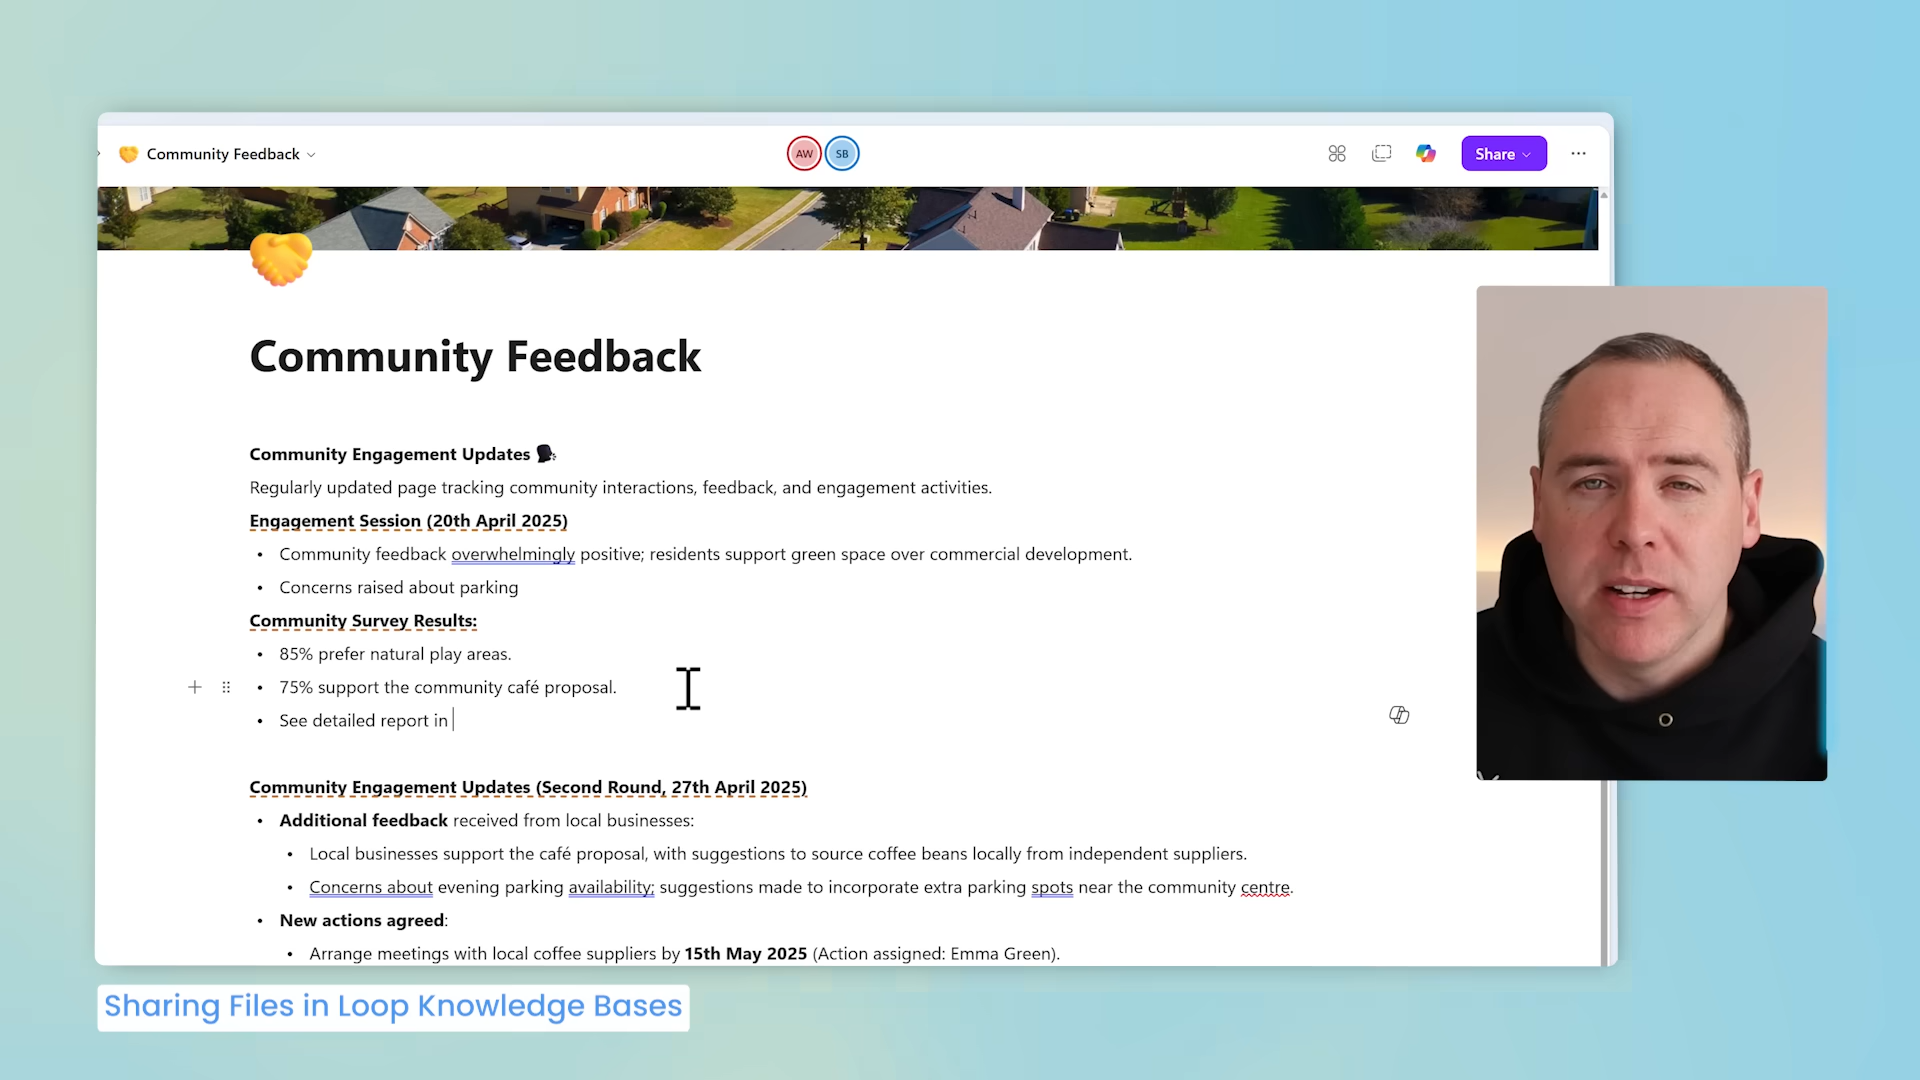 Community Feedback
AW
SB
Share
Community Feedback
Community Engagement Updates
Regularly updated page tracking community interactions, feedback, and engagement activities.
Engagement Session (20th April 2025)
• Community feedback overwhelmingly positive; residents support green space over commercial development.
• Concerns raised about parking
Community Survey Results:
• 85% prefer natural play areas.
• 75% support the community café proposal.
• See detailed report in
Community Engagement Updates (Second Round, 27th April 2025)
• Additional feedback received from local businesses:
• Local businesses support the café proposal, with suggestions to source coffee beans locally from independent suppliers.
• Concerns about evening parking availability; suggestions made to incorporate extra parking spots near the community centre.
• New actions agreed:
• Arrange meetings with local coffee suppliers by 15th May 2025 (Action assigned: Emma Green).
Sharing Files in Loop Knowledge Bases